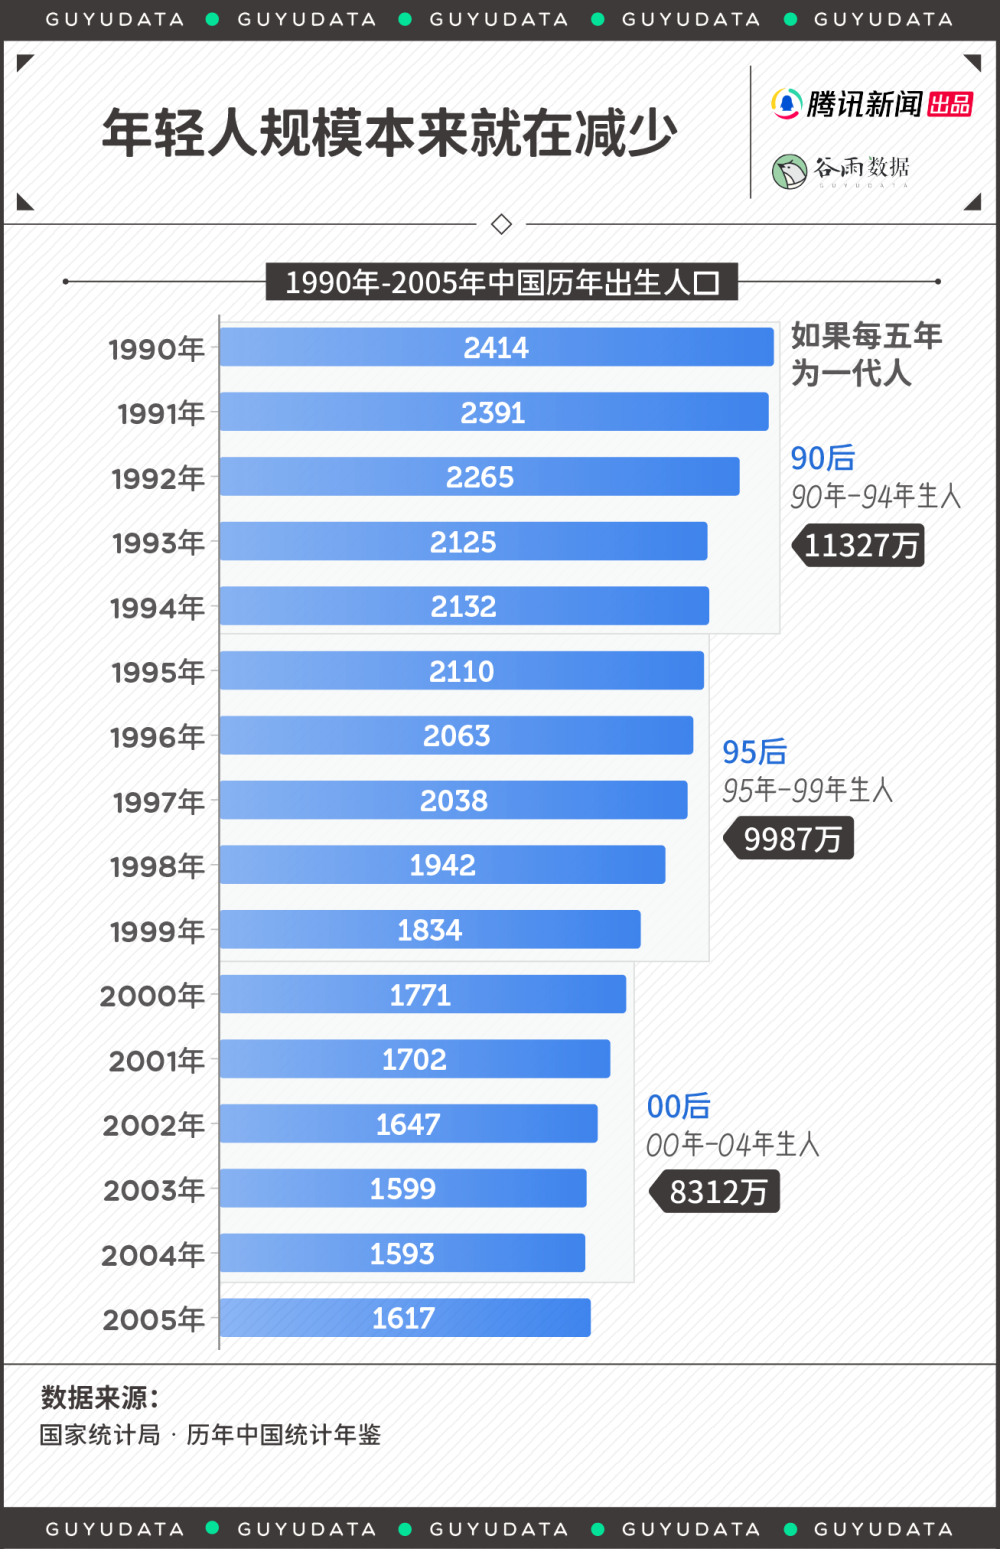 GUYUDATA GUYUDATA GUYUDATA GUYUDATA GUYUDATA
年轻人规模本来就在减少
腾讯新闻 出品
谷雨数据
GUYUDATA
1990年-2005年中国历年出生人口
如果每五年
为一代人
1990年 2414
1991年 2391
90后
1992年 2265
90年-94年生人
1993年 2125
11327万
1994年 2132
1995年 2110
1996年 2063
95后
95年-99年生人
1997年 2038
9987万
1998年 1942
1999年 1834
2000年 1771
2001年 1702
00后
2002年 1647
00年-04年生人
2003年 1599
8312万
2004年 1593
2005年 1617
数据来源：
国家统计局 · 历年中国统计年鉴
GUYUDATA GUYUDATA GUYUDATA GUYUDATA GUYUDATA